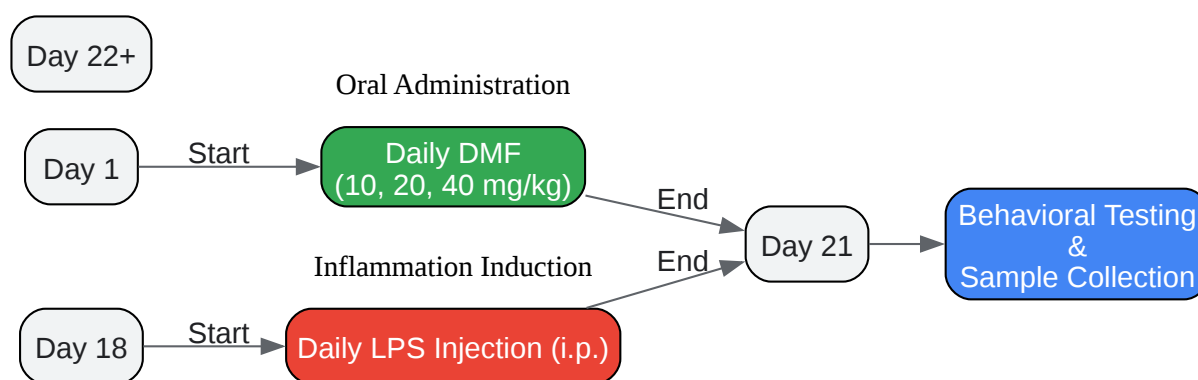 Day 22+
Oral Administration
Day 1
Start
Daily DMF
(10, 20, 40 mg/kg)
End
Day 21
Behavioral Testing
&
Sample Collection
Inflammation Induction
End
Day 18
Start
Daily LPS Injection (i.p.)